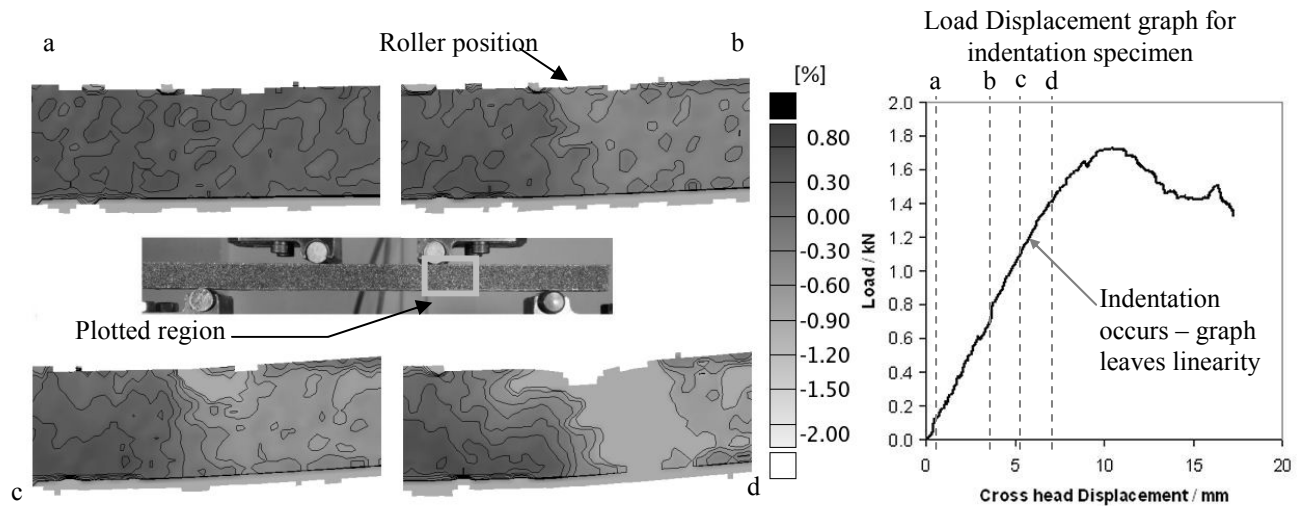 a
Roller position
b
[%]
0.80
0.30
0.00
-0.30
-0.60
-0.90
-1.20
-1.50
-2.00
Plotted region
c
d
Load Displacement graph for
indentation specimen
a b c d
2.0
1.8
1.6
1.4
1.2
1.0
0.8
0.6
0.4
0.2
0.0
Load / kN
Indentation
occurs – graph
leaves linearity
0 5 10 15 20
Cross head Displacement / mm